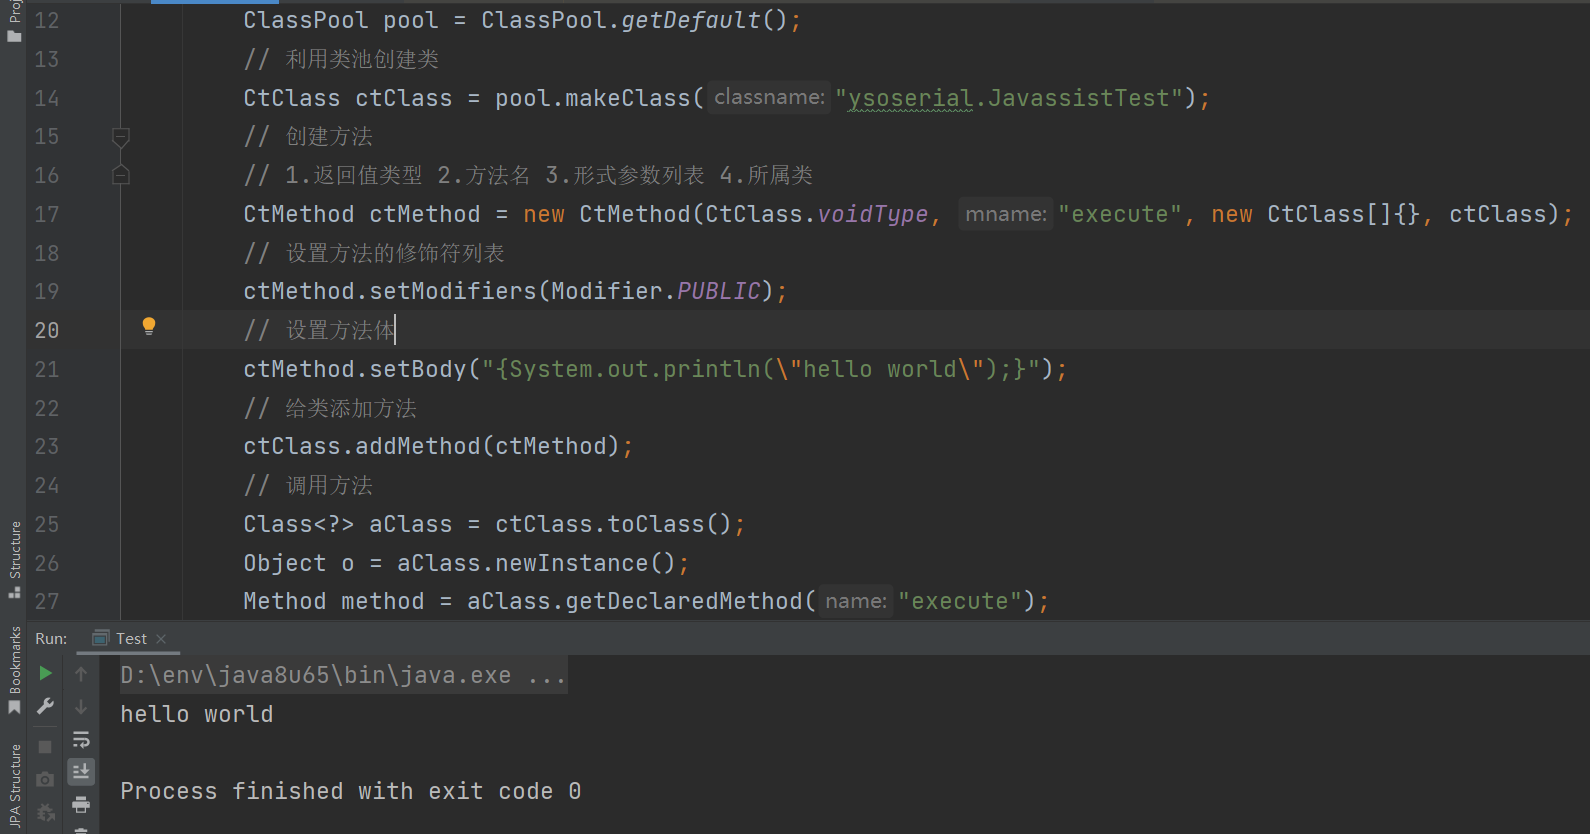 Proj
12 ClassPool pool = ClassPool.getDefault();
13 // 利用类池创建类
14 CtClass ctClass = pool.makeClass( classname: "ysoserial.JavassistTest");
15 // 创建方法
16 // 1.返回值类型 2.方法名 3.形式参数列表 4.所属类
17 CtMethod ctMethod = new CtMethod(CtClass.voidType, mname: "execute", new CtClass[]{}, ctClass);
18 // 设置方法的修饰符列表
19 ctMethod.setModifiers(Modifier.PUBLIC);
20 // 设置方法体
21 ctMethod.setBody("{System.out.println(\"hello world\");}");
22 // 给类添加方法
23 ctClass.addMethod(ctMethod);
24 // 调用方法
25 Class<?> aClass = ctClass.toClass();
26 Object o = aClass.newInstance();
27 Method method = aClass.getDeclaredMethod( name: "execute");
Structure
Bookmarks
JPA Structure
Run: Test
D:\env\java8u65\bin\java.exe ...
hello world
Process finished with exit code 0